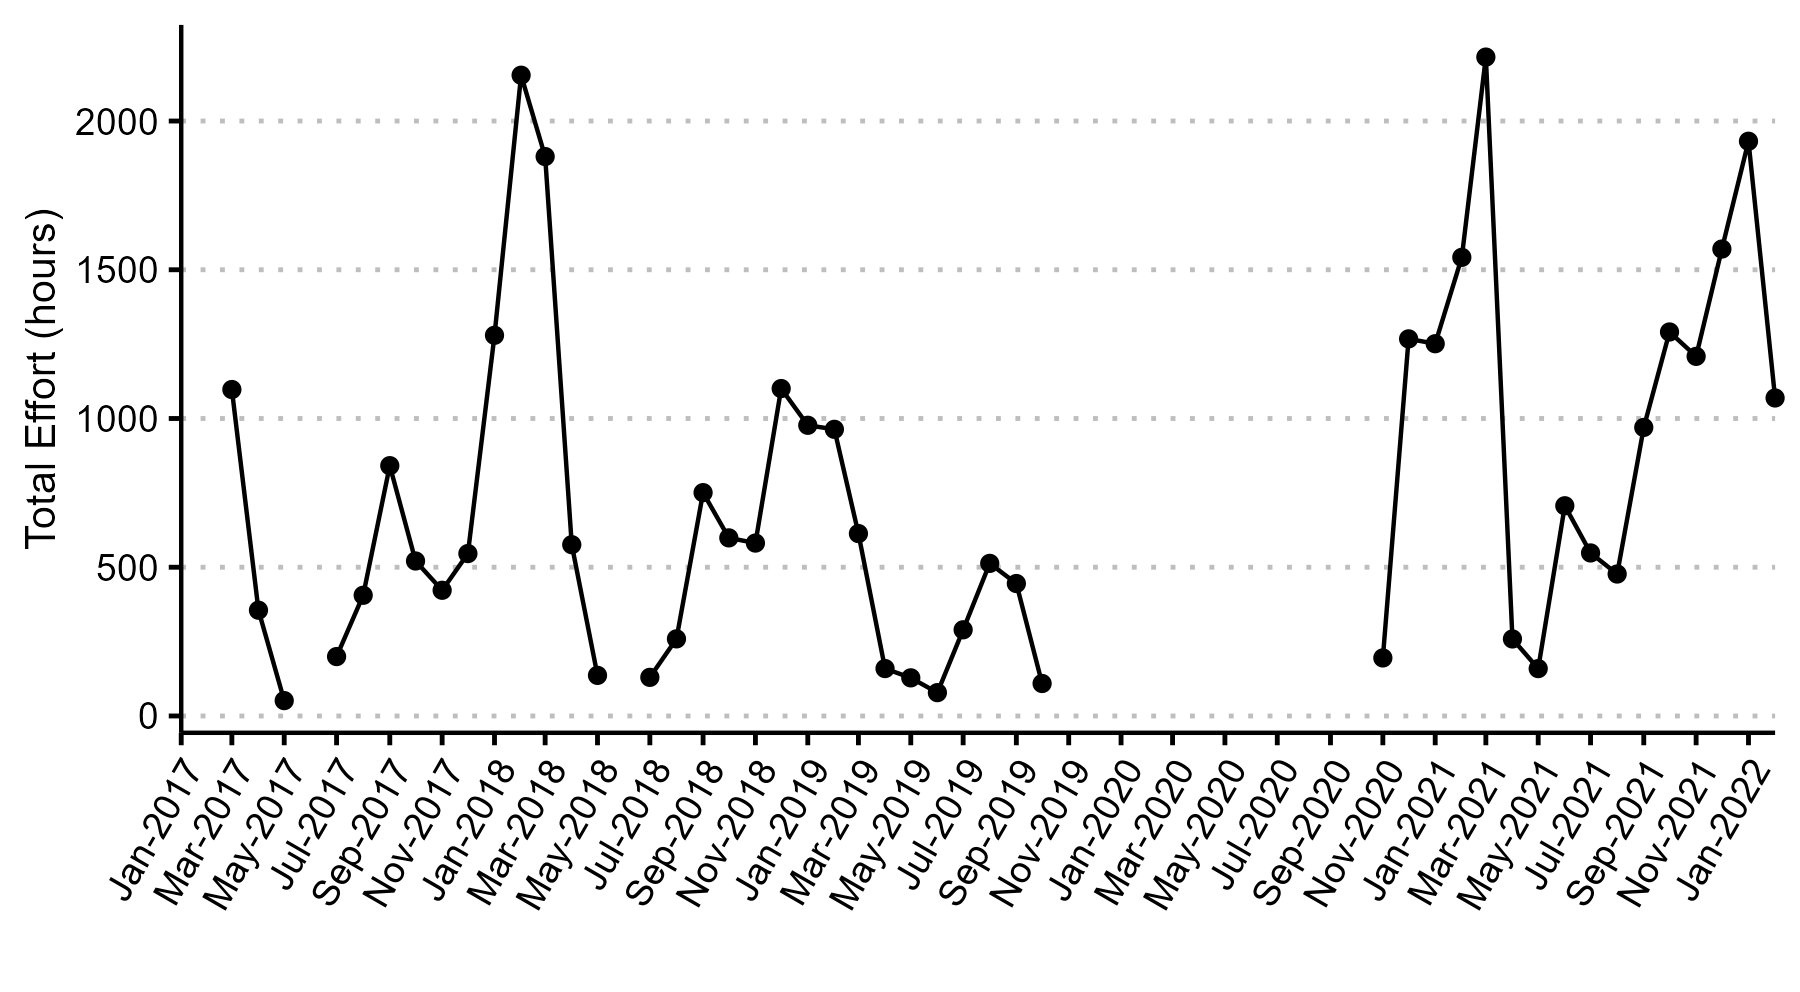 Total Effort (hours)
2000
1500
1000
500
0
Jan-2017
Mar-2017
May-2017
Jul-2017
Sep-2017
Nov-2017
Jan-2018
Mar-2018
May-2018
Jul-2018
Sep-2018
Nov-2018
Jan-2019
Mar-2019
May-2019
Jul-2019
Sep-2019
Nov-2019
Jan-2020
Mar-2020
May-2020
Jul-2020
Sep-2020
Nov-2020
Jan-2021
Mar-2021
May-2021
Jul-2021
Sep-2021
Nov-2021
Jan-2022